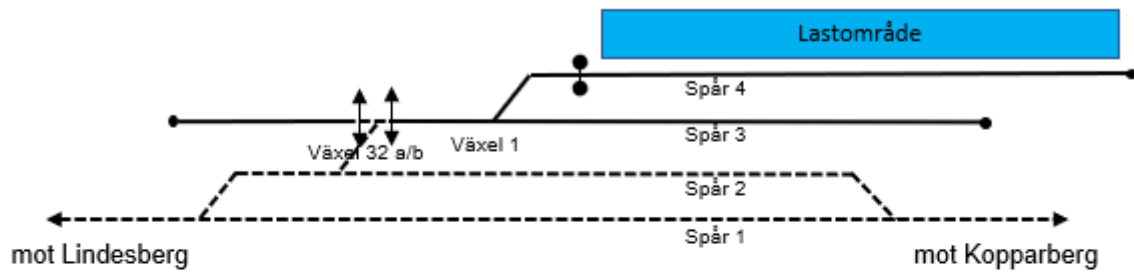 Lastområde
Spår 4
Växel 32 a/b
Växel 1
Spår 3
Spår 2
Spår 1
mot Lindesberg
mot Kopparberg